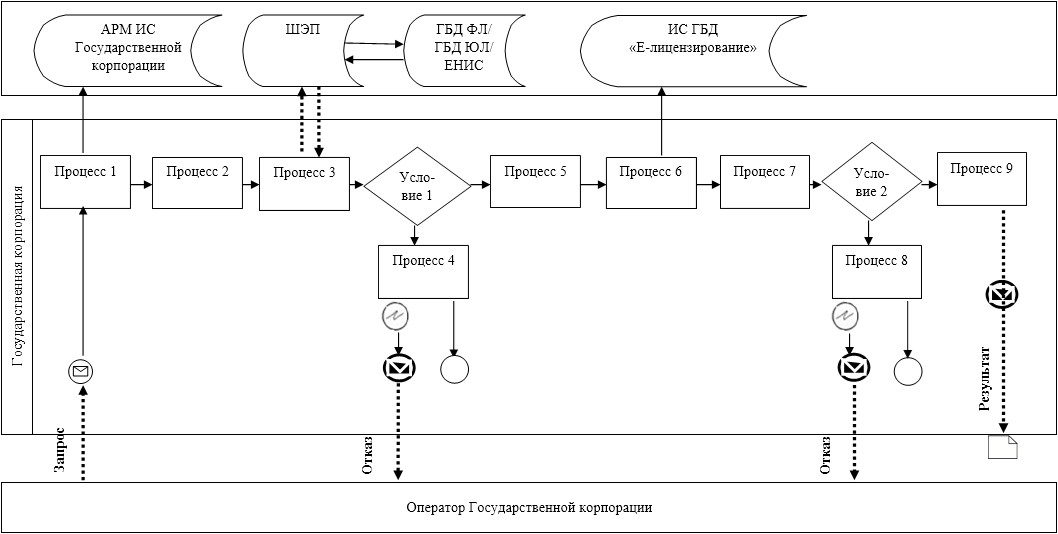 АРМ ИС
Государственной
корпорации
ШЭП
ГБД ФЛ/
ГБД ЮЛ/
ЕНИС
ИС ГБД
«Е-лицензирование»
Государственная корпорация
Процесс 1
Процесс 2
Процесс 3
Усло-
вие 1
Процесс 5
Процесс 6
Процесс 7
Усло-
вие 2
Процесс 9
Процесс 4
Процесс 8
Запрос
Отказ
Отказ
Результат
Оператор Государственной корпорации